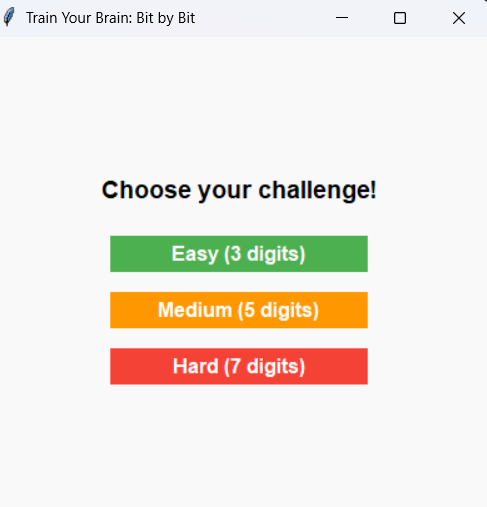 Train Your Brain: Bit by Bit
Choose your challenge!
Easy (3 digits)
Medium (5 digits)
Hard (7 digits)